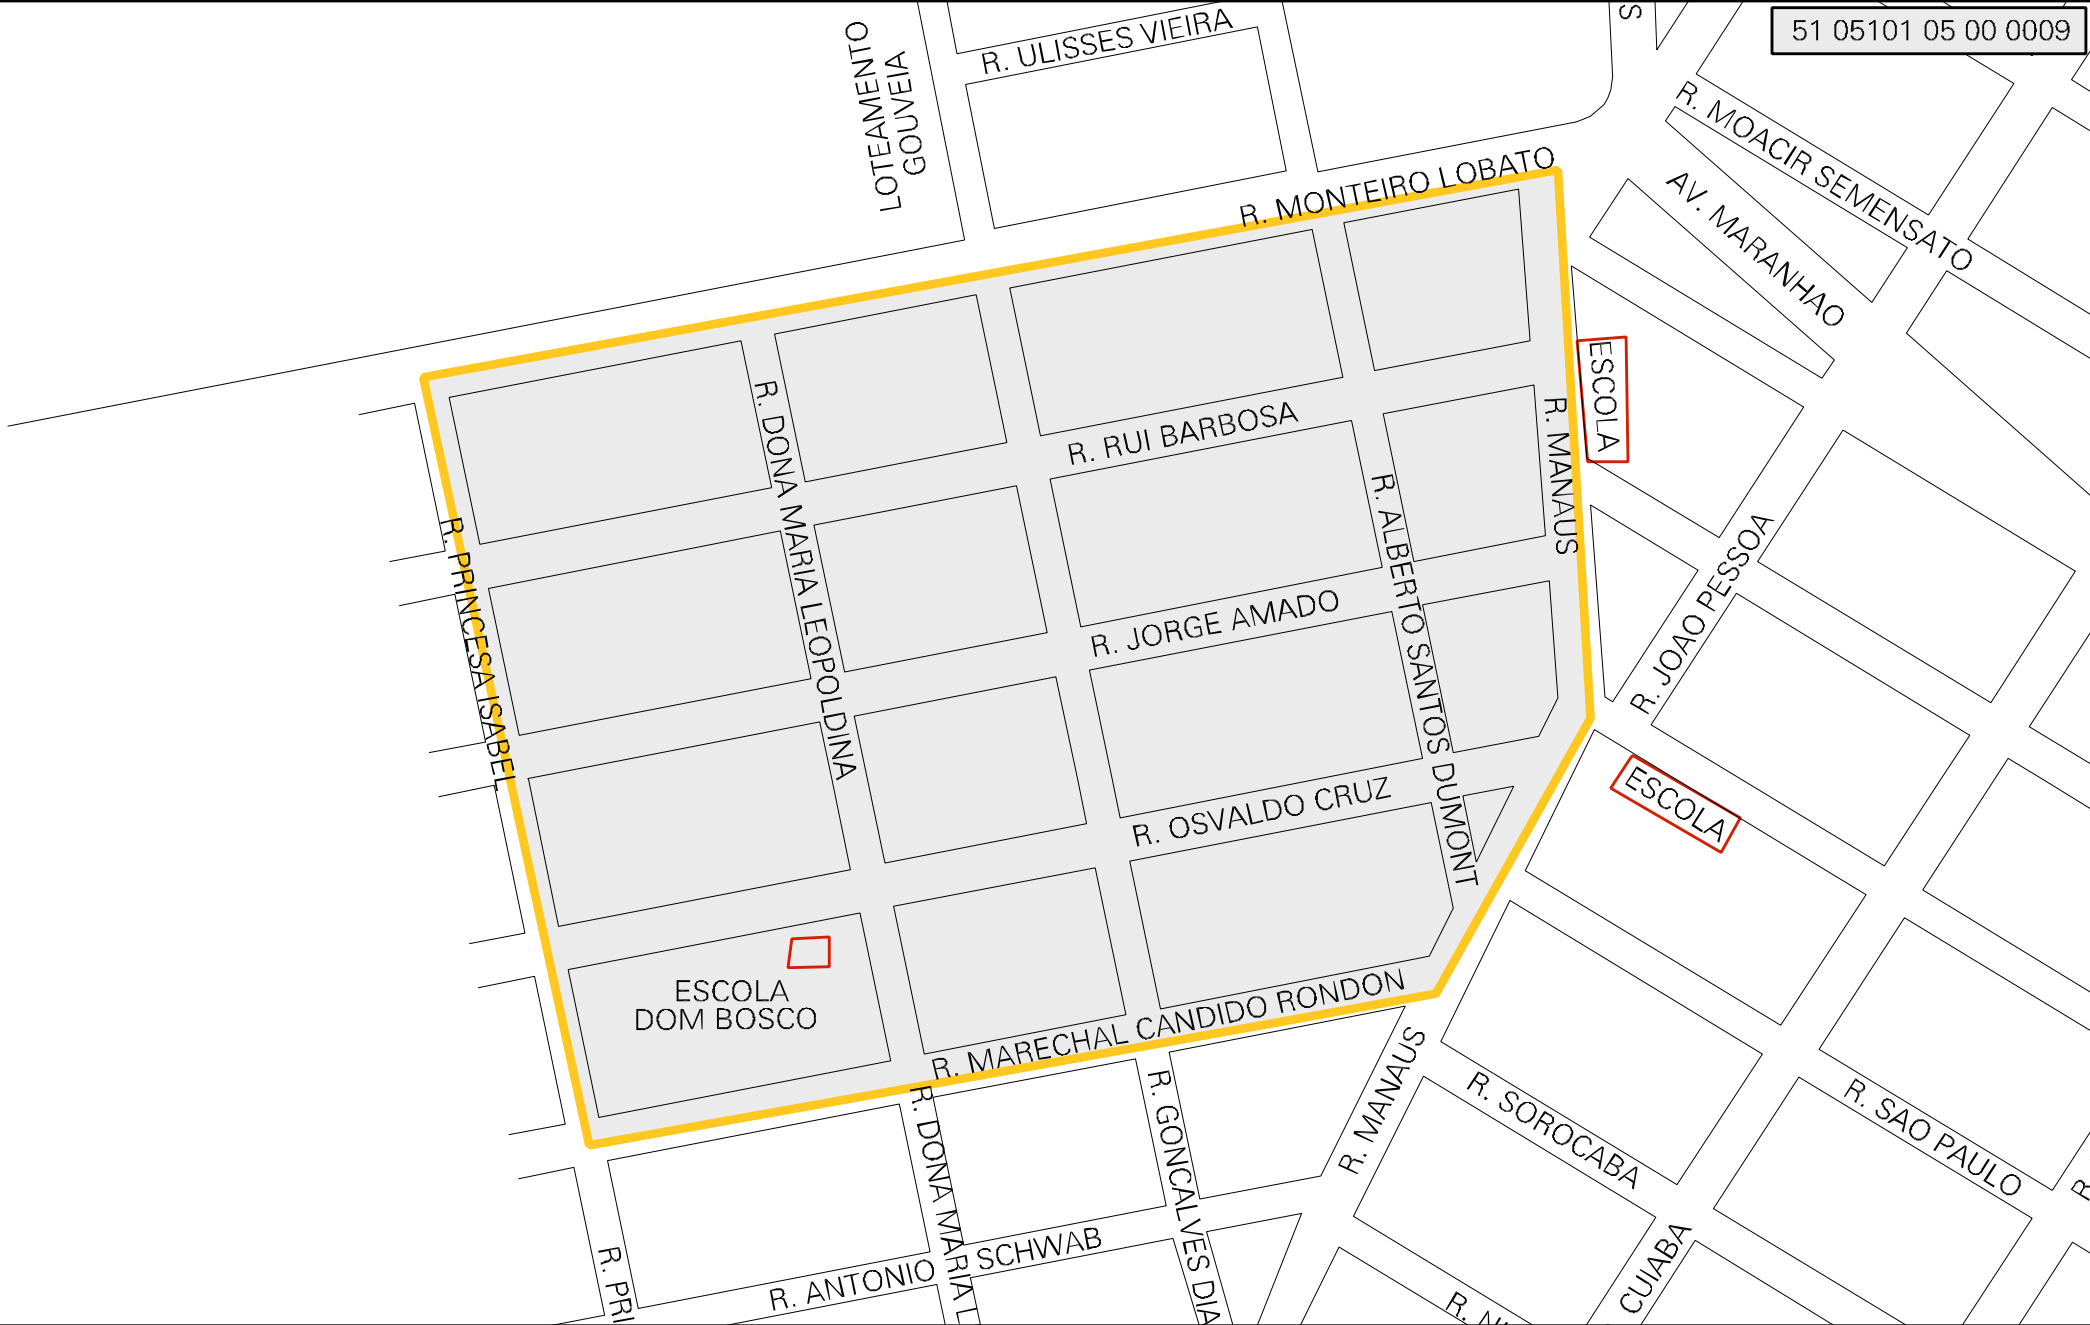 51 05101 05 00 0009
S
LOTEAMENTO
GOUVEIA
R. ULISSES VIEIRA
R. MOACIR SEMENSATO
R. MONTEIRO LOBATO
AV. MARANHAO
ESCOLA
R. DONA MARIA LEOPOLDINA
R. RUI BARBOSA
R. MANAUS
R. ALBERTO SANTOS DUMONT
R. PRINCESA ISABEL
R. JOAO PESSOA
R. JORGE AMADO
R. OSVALDO CRUZ
ESCOLA
ESCOLA
DOM BOSCO
R. MARECHAL CANDIDO RONDON
R. MANAUS
R. SOROCABA
R. SAO PAULO
R. DONA MARIA L
R. GONCALVES DIA
R. ANTONIO SCHWAB
R. PRI
CUIABA
R.